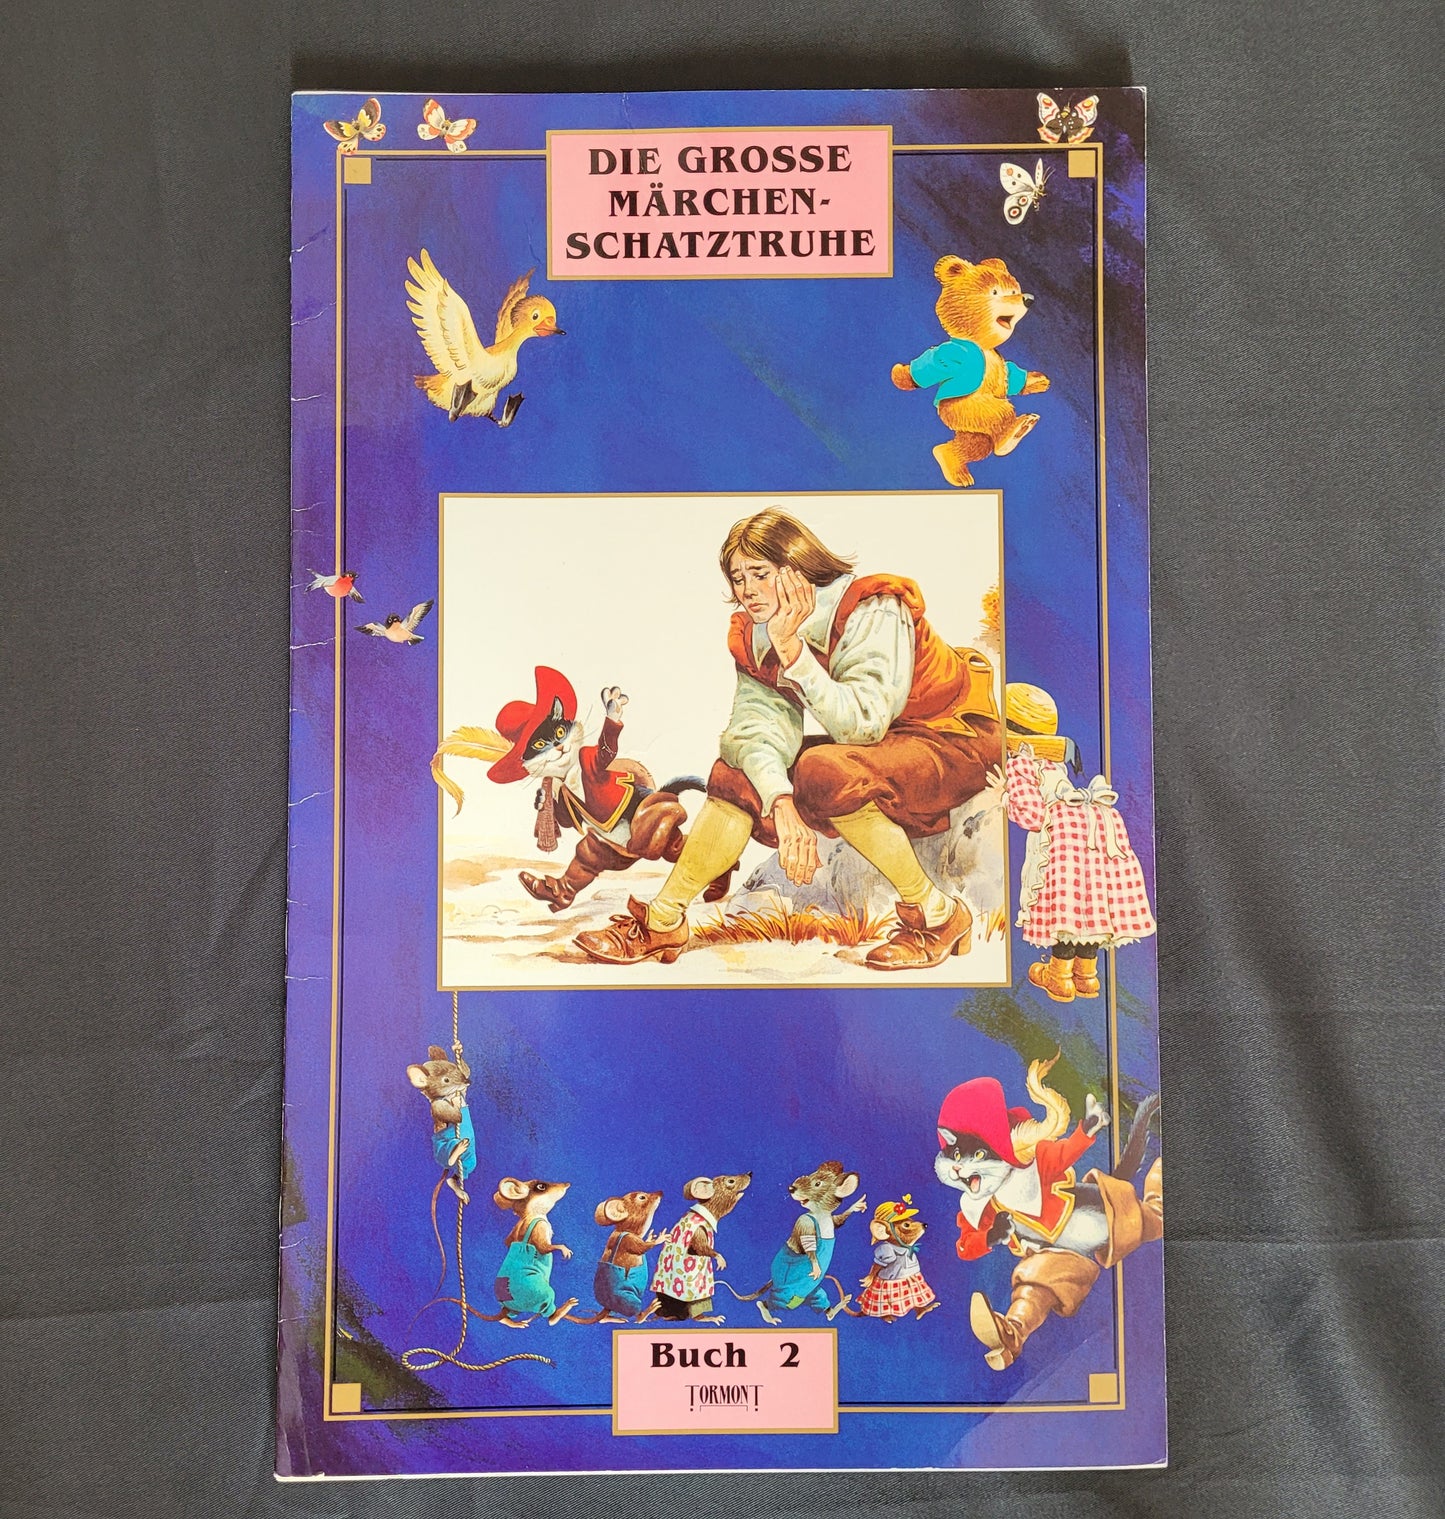 DIE GROSSE
MÄRCHEN-
SCHATZTRUHE
Buch 2
TORMONT